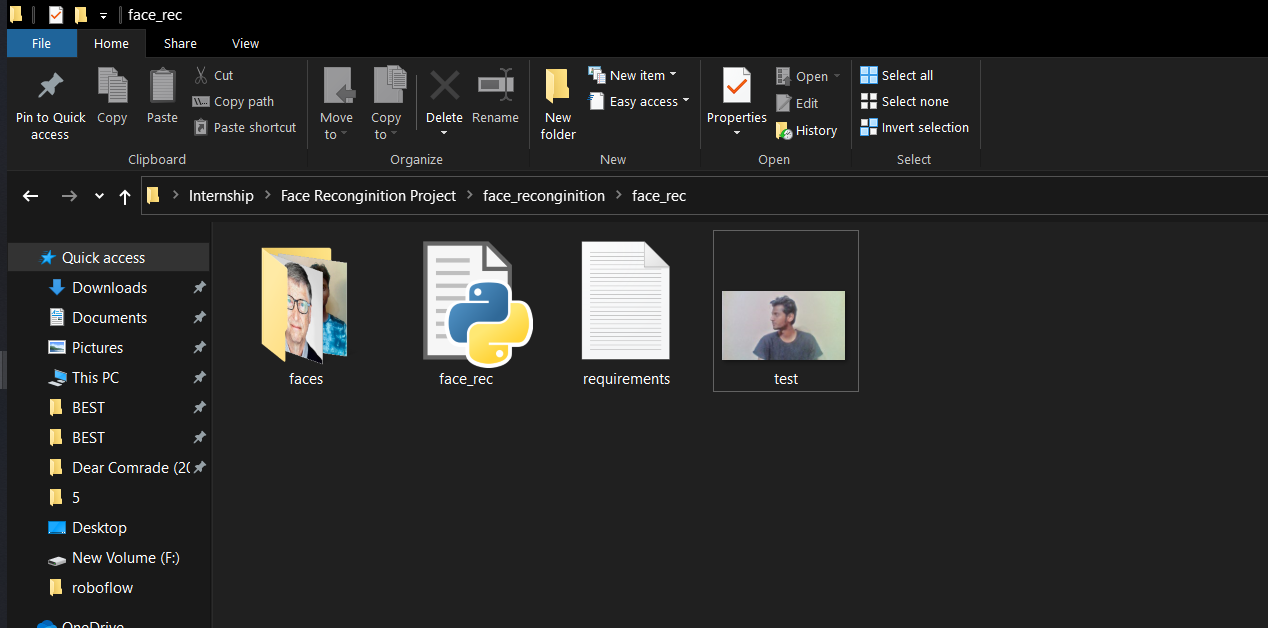 face_rec
File Home Share View
Pin to Quick access
Copy
Paste
Cut
Copy path
Paste shortcut
Clipboard
Move to
Copy to
Delete
Rename
Organize
New folder
New item
Easy access
New
Properties
Open
Edit
History
Open
Select all
Select none
Invert selection
Select
Internship Face Reconginition Project face_reconginition face_rec
Quick access
Downloads
Documents
Pictures
This PC
BEST
BEST
Dear Comrade (20
5
Desktop
New Volume (F:)
roboflow
OneDrive
faces
face_rec
requirements
test